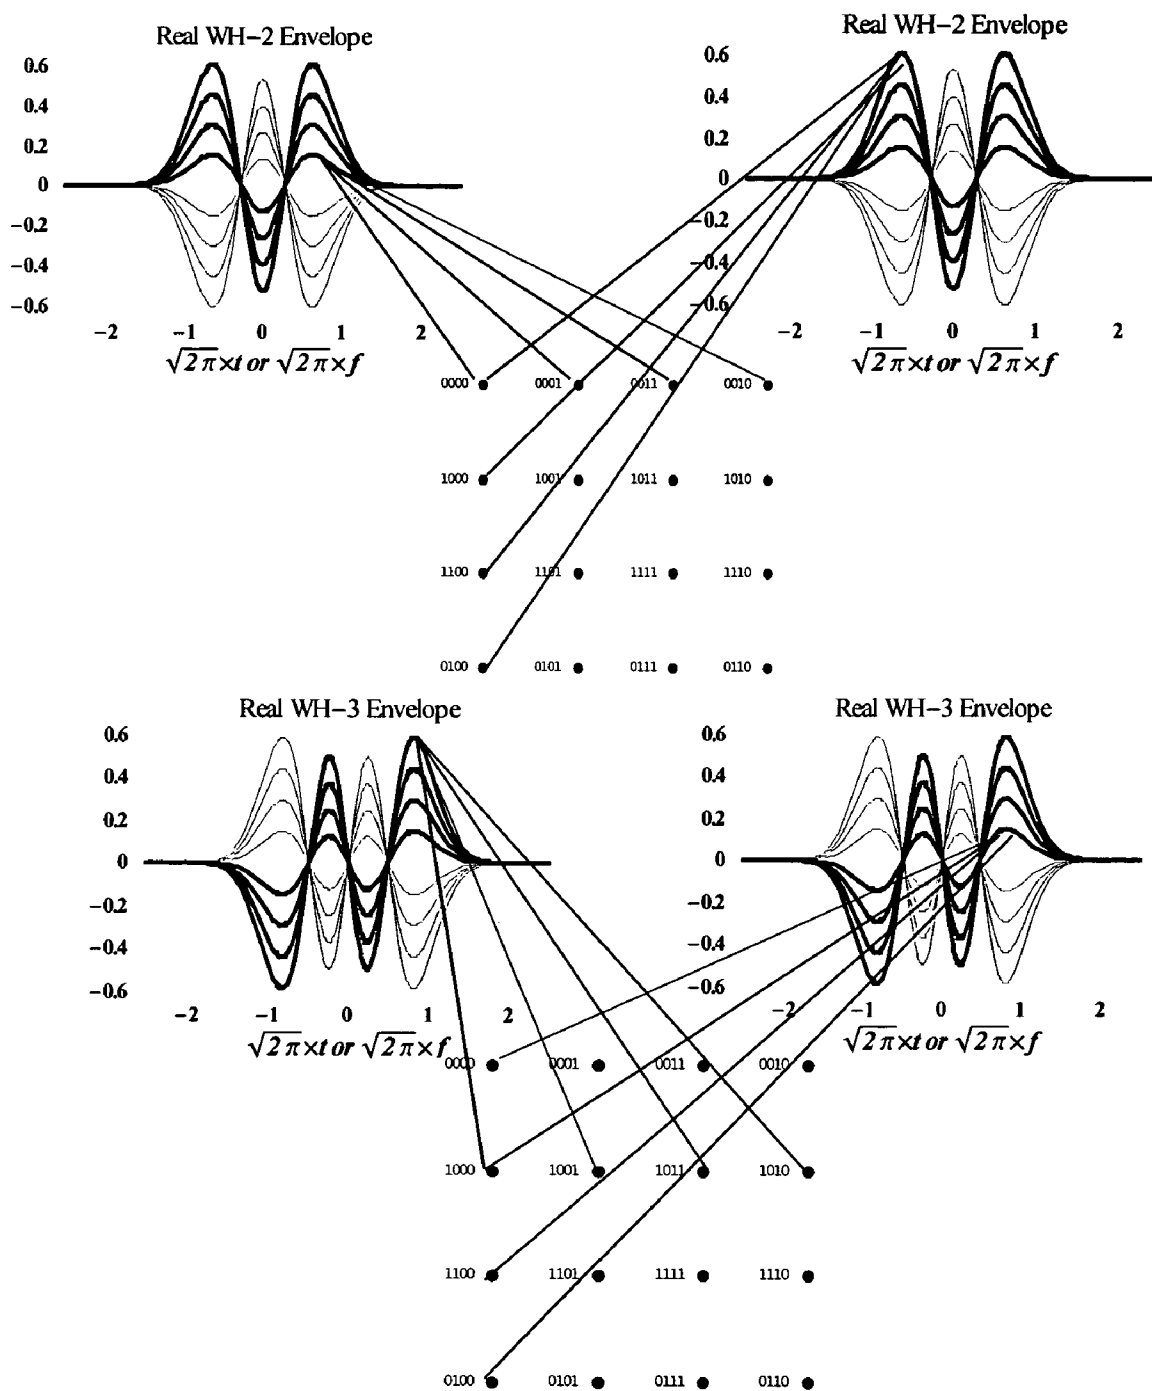 Real WH-2 Envelope
0.6
0.4
0.2
0
-0.2
-0.4
-0.6
-2 -1 0 1 2
√2π×t or √2π×f
Real WH-2 Envelope
0.6
0.4
0.2
0
-0.2
-0.4
-0.6
-2 -1 0 1 2
√2π×t or √2π×f
0000 0001 0011 0010
1000 1001 1011 1010
1100 1101 1111 1110
0100 0101 0111 0110
Real WH-3 Envelope
0.6
0.4
0.2
0
-0.2
-0.4
-0.6
-2 -1 0 1 2
√2π×t or √2π×f
Real WH-3 Envelope
0.6
0.4
0.2
0
-0.2
-0.4
-0.6
-2 -1 0 1 2
√2π×t or √2π×f
0000 0001 0011 0010
1000 1001 1011 1010
1100 1101 1111 1110
0100 0101 0111 0110